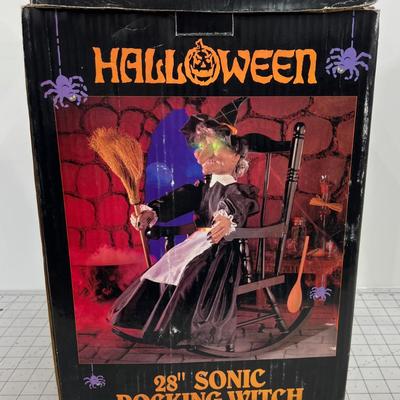 HALLOWEEN
28" SONIC
ROCKING WITCH